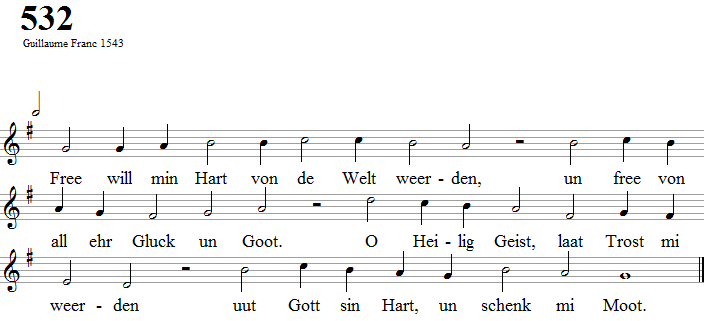 532
Guillaume Franc 1543
Free will min Hart von de Welt weer - den, un free von
all ehr Gluck un Goot. O Hei - lig Geist, laat Trost mi
weer - den uut Gott sin Hart, un schenk mi Moot.